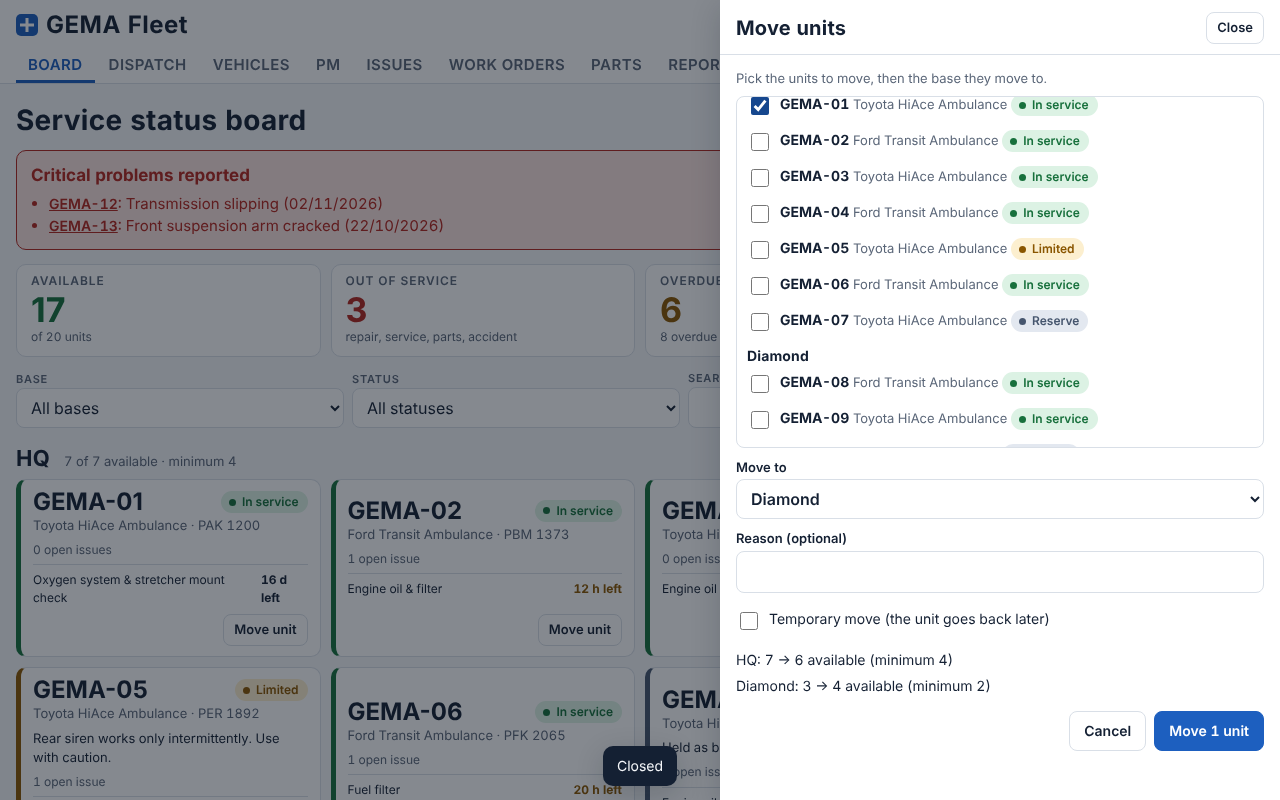 GEMA Fleet
BOARD DISPATCH VEHICLES PM ISSUES WORK ORDERS PARTS REPOR
Service status board
Critical problems reported
• GEMA-12: Transmission slipping (02/11/2026)
• GEMA-13: Front suspension arm cracked (22/10/2026)
AVAILABLE
17
of 20 units
OUT OF SERVICE
3
repair, service, parts, accident
OVERDUE
6
8 overdue
BASE
All bases
STATUS
All statuses
SEAR
HQ 7 of 7 available · minimum 4
GEMA-01 In service
Toyota HiAce Ambulance · PAK 1200
0 open issues
Oxygen system & stretcher mount check 16 d left
Move unit
GEMA-02 In service
Ford Transit Ambulance · PBM 1373
1 open issue
Engine oil & filter 12 h left
Move unit
GEMA
Toyota Hi
0 open iss
Engine oil
GEMA-05 Limited
Toyota HiAce Ambulance · PER 1892
Rear siren works only intermittently. Use
with caution.
1 open issue
GEMA-06 In service
Ford Transit Ambulance · PFK 2065
1 open issue
Fuel filter 20 h left
GEMA
Toyota Hi
Held as b
open iss
Closed
Move units
Close
Pick the units to move, then the base they move to.
GEMA-01 Toyota HiAce Ambulance In service
GEMA-02 Ford Transit Ambulance In service
GEMA-03 Toyota HiAce Ambulance In service
GEMA-04 Ford Transit Ambulance In service
GEMA-05 Toyota HiAce Ambulance Limited
GEMA-06 Ford Transit Ambulance In service
GEMA-07 Toyota HiAce Ambulance Reserve
Diamond
GEMA-08 Ford Transit Ambulance In service
GEMA-09 Toyota HiAce Ambulance In service
Move to
Diamond
Reason (optional)
Temporary move (the unit goes back later)
HQ: 7 → 6 available (minimum 4)
Diamond: 3 → 4 available (minimum 2)
Cancel
Move 1 unit